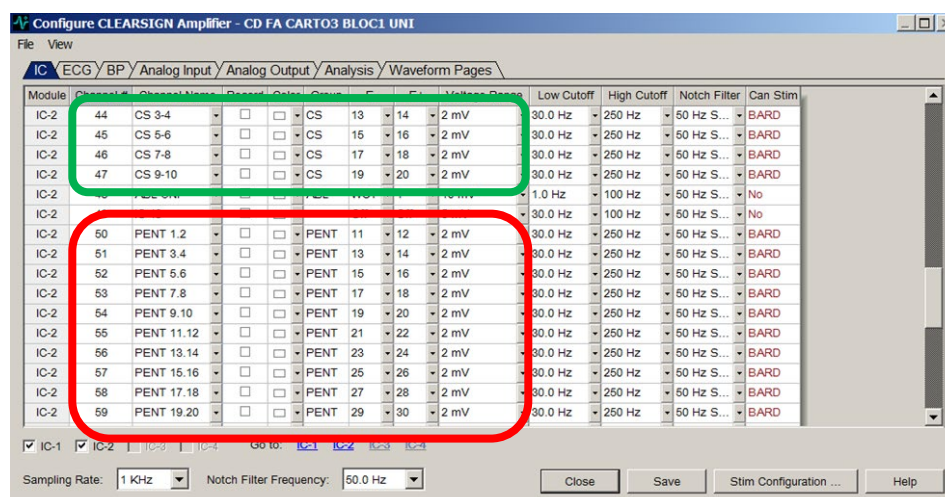 Configure CLEARSIGN Amplifier - CD FA CARTO3 BLOC1 UNI
File View
IC ECG BP Analog Input Analog Output Analysis Waveform Pages
Module Low Cutoff High Cutoff Notch Filter Can Stim
IC-2 44 CS 3-4 CS 13 14 2 mV 30.0 Hz 250 Hz 50 Hz S... BARD
IC-2 45 CS 5-6 CS 15 16 2 mV 30.0 Hz 250 Hz 50 Hz S... BARD
IC-2 46 CS 7-8 CS 17 18 2 mV 30.0 Hz 250 Hz 50 Hz S... BARD
IC-2 47 CS 9-10 CS 19 20 2 mV 30.0 Hz 250 Hz 50 Hz S... BARD
IC-2 1.0 Hz 100 Hz 50 Hz S... No
IC-2 30.0 Hz 100 Hz 50 Hz S... No
IC-2 50 PENT 1.2 PENT 11 12 2 mV 30.0 Hz 250 Hz 50 Hz S... BARD
IC-2 51 PENT 3.4 PENT 13 14 2 mV 30.0 Hz 250 Hz 50 Hz S... BARD
IC-2 52 PENT 5.6 PENT 15 16 2 mV 30.0 Hz 250 Hz 50 Hz S... BARD
IC-2 53 PENT 7.8 PENT 17 18 2 mV 30.0 Hz 250 Hz 50 Hz S... BARD
IC-2 54 PENT 9.10 PENT 19 20 2 mV 30.0 Hz 250 Hz 50 Hz S... BARD
IC-2 55 PENT 11.12 PENT 21 22 2 mV 30.0 Hz 250 Hz 50 Hz S... BARD
IC-2 56 PENT 13.14 PENT 23 24 2 mV 30.0 Hz 250 Hz 50 Hz S... BARD
IC-2 57 PENT 15.16 PENT 25 26 2 mV 30.0 Hz 250 Hz 50 Hz S... BARD
IC-2 58 PENT 17.18 PENT 27 28 2 mV 30.0 Hz 250 Hz 50 Hz S... BARD
IC-2 59 PENT 19.20 PENT 29 30 2 mV 30.0 Hz 250 Hz 50 Hz S... BARD
IC-1 IC-2 IC-3 IC-4 Go to: IC-1 IC-2 IC-3 IC-4
Sampling Rate: 1 KHz Notch Filter Frequency: 50.0 Hz Close Save Stim Configuration ... Help